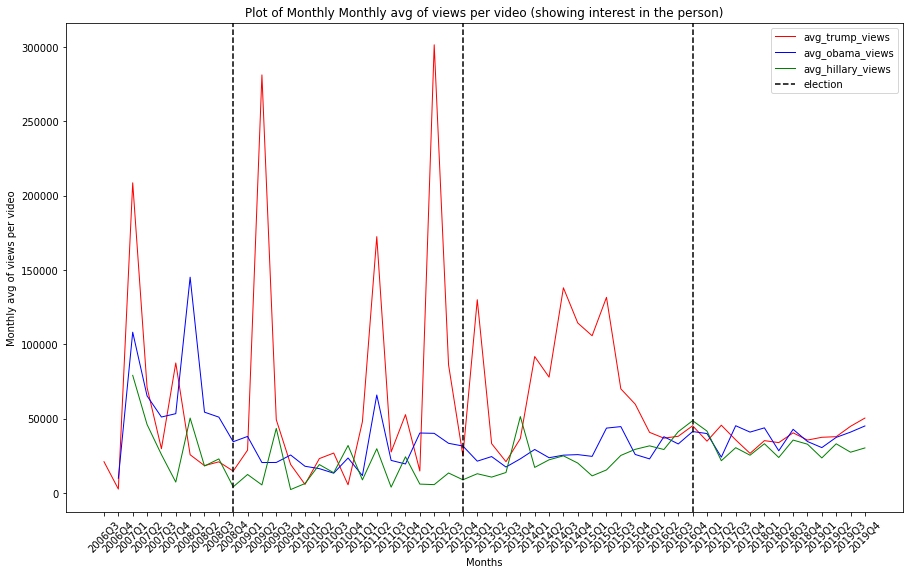 Plot of Monthly Monthly avg of views per video (showing interest in the person)
avg_trump_views
avg_obama_views
avg_hillary_views
election
Monthly avg of views per video
300000
250000
200000
150000
100000
50000
0
2006Q3
2006Q4
2007Q1
2007Q2
2007Q3
2007Q4
2008Q1
2008Q2
2008Q3
2008Q4
2009Q1
2009Q2
2009Q3
2009Q4
2010Q1
2010Q2
2010Q3
2010Q4
2011Q1
2011Q2
2011Q3
2011Q4
2012Q1
2012Q2
2012Q3
2012Q4
2013Q1
2013Q2
2013Q3
2013Q4
2014Q1
2014Q2
2014Q3
2014Q4
2015Q1
2015Q2
2015Q3
2015Q4
2016Q1
2016Q2
2016Q3
2016Q4
2017Q1
2017Q2
2017Q3
2017Q4
2018Q1
2018Q2
2018Q3
2018Q4
2019Q1
2019Q2
2019Q3
2019Q4
Months